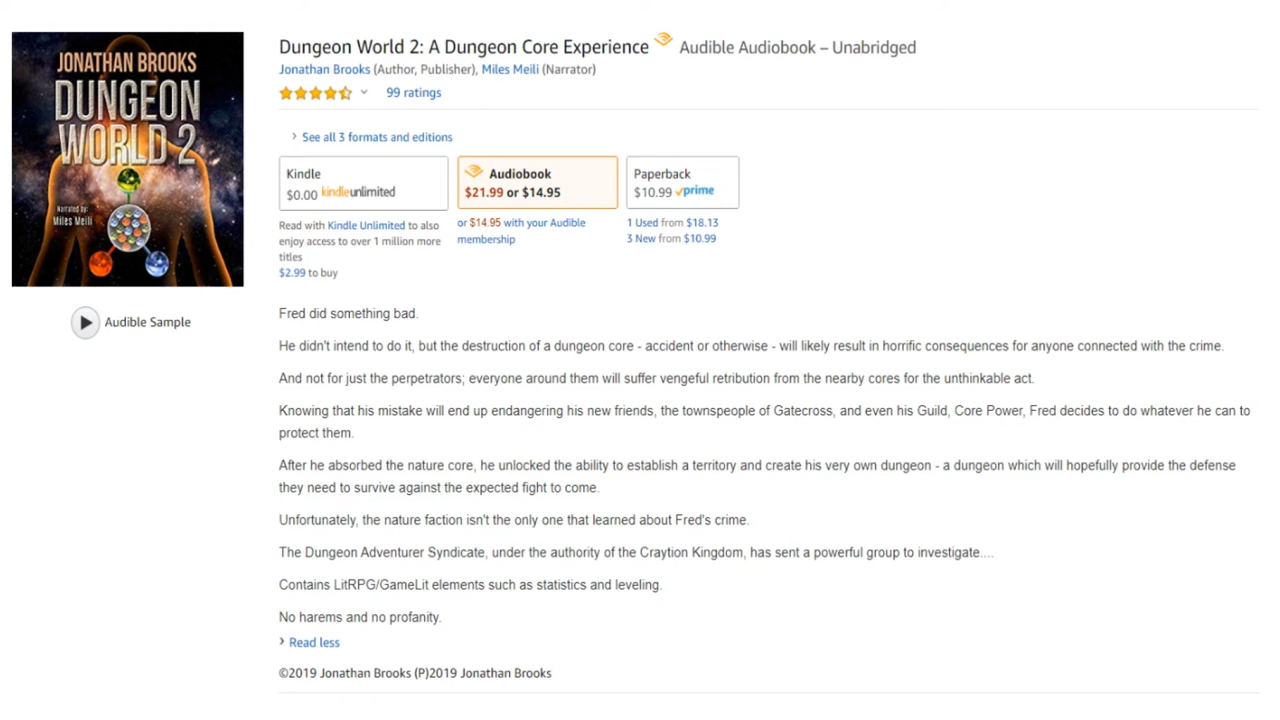 JONATHAN BROOKS
DUNGEON
WORLD 2
Narrated by:
Miles Meili
Audible Sample
Dungeon World 2: A Dungeon Core Experience Audible Audiobook – Unabridged
Jonathan Brooks (Author, Publisher), Miles Meili (Narrator)
99 ratings
See all 3 formats and editions
Kindle
$0.00 kindleunlimited
Read with Kindle Unlimited to also
enjoy access to over 1 million more
titles
$2.99 to buy
Audiobook
$21.99 or $14.95
or $14.95 with your Audible
membership
Paperback
$10.99 prime
1 Used from $18.13
3 New from $10.99
Fred did something bad.
He didn't intend to do it, but the destruction of a dungeon core - accident or otherwise - will likely result in horrific consequences for anyone connected with the crime.
And not for just the perpetrators; everyone around them will suffer vengeful retribution from the nearby cores for the unthinkable act.
Knowing that his mistake will end up endangering his new friends, the townspeople of Gatecross, and even his Guild, Core Power, Fred decides to do whatever he can to
protect them.
After he absorbed the nature core, he unlocked the ability to establish a territory and create his very own dungeon - a dungeon which will hopefully provide the defense
they need to survive against the expected fight to come.
Unfortunately, the nature faction isn't the only one that learned about Fred's crime.
The Dungeon Adventurer Syndicate, under the authority of the Craytion Kingdom, has sent a powerful group to investigate....
Contains LitRPG/GameLit elements such as statistics and leveling.
No harems and no profanity.
Read less
©2019 Jonathan Brooks (P)2019 Jonathan Brooks